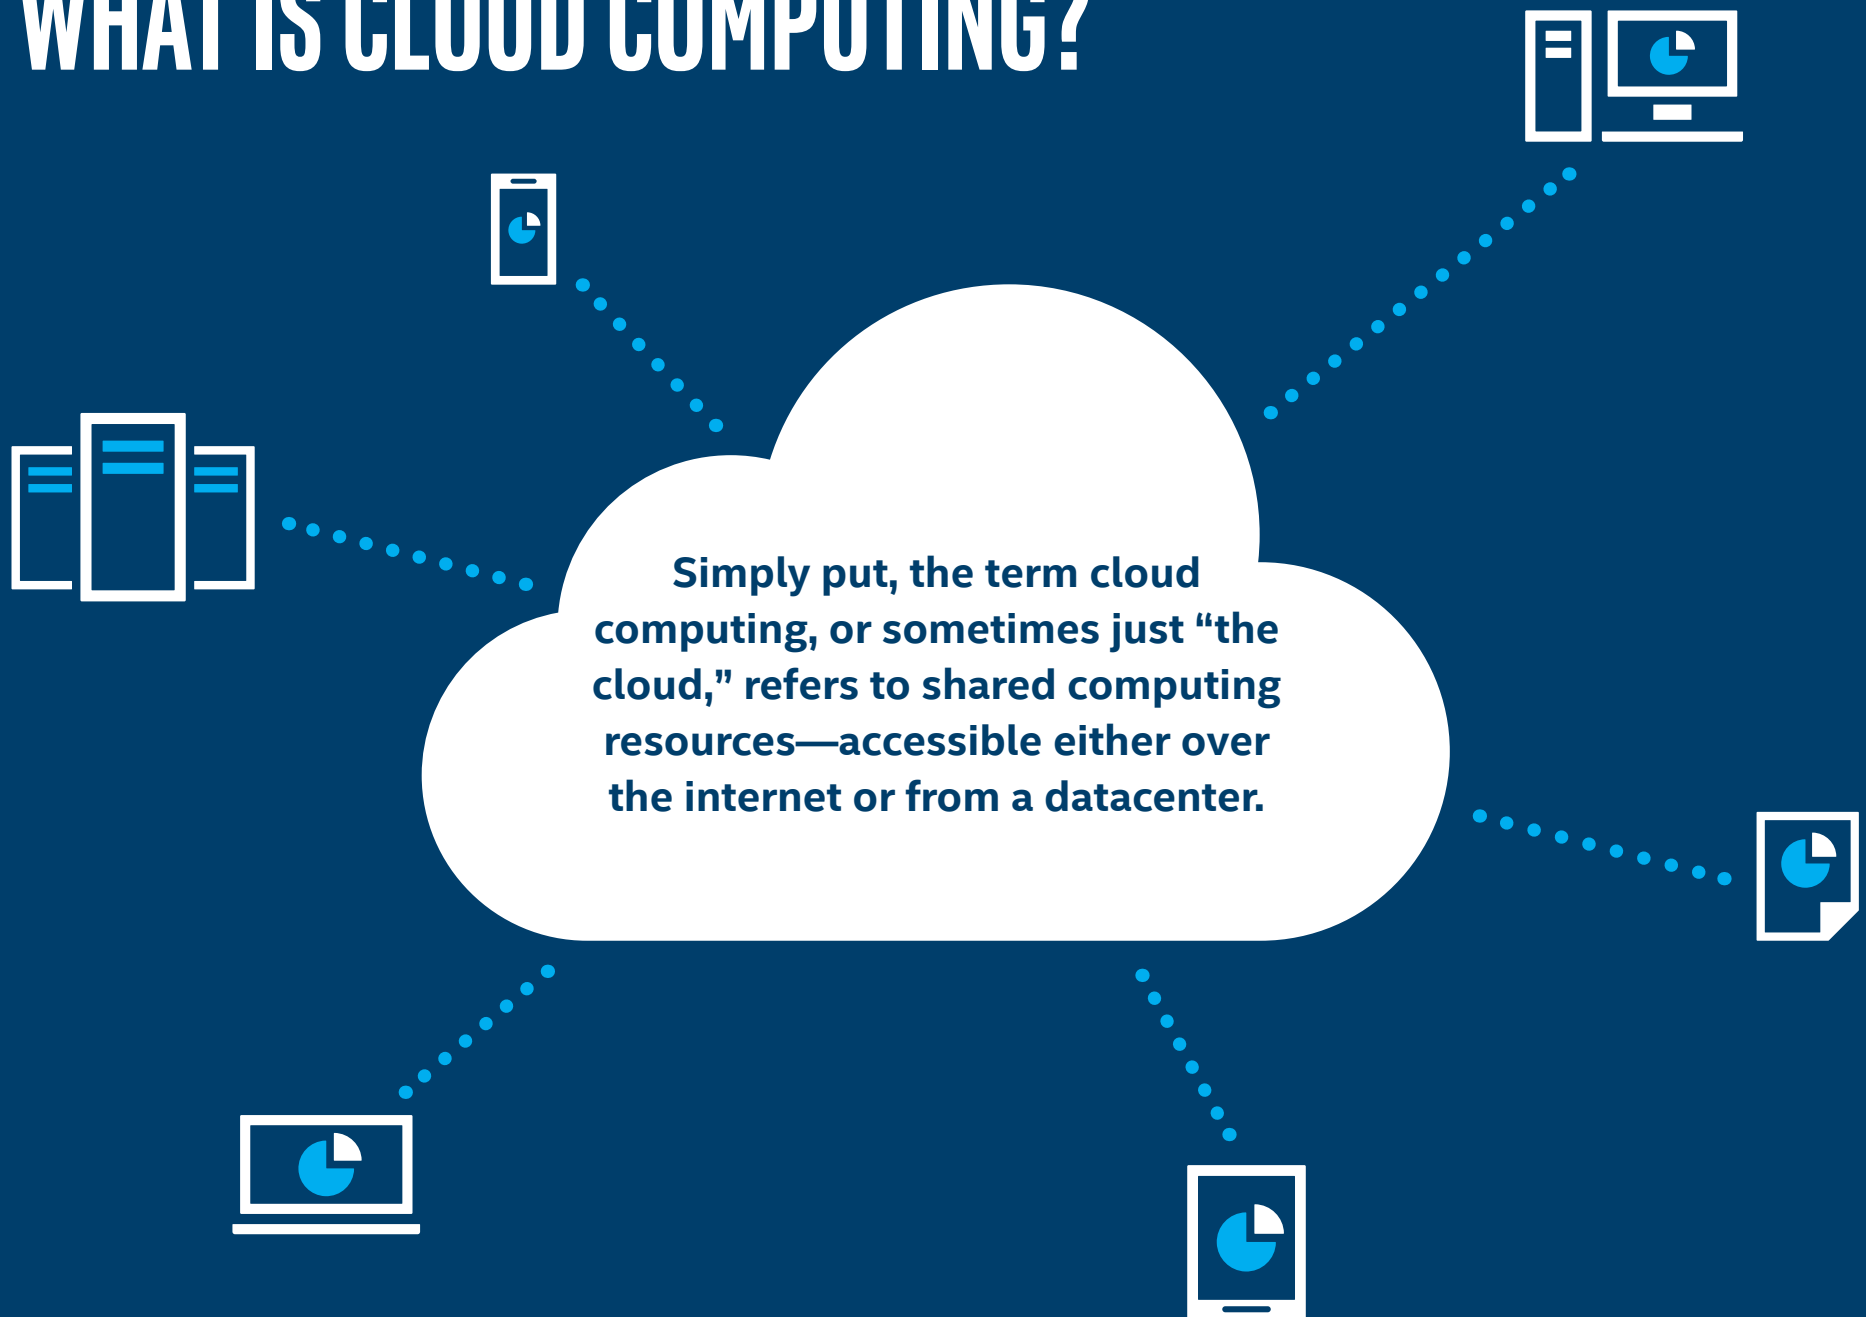 WHAT IS CLOUD COMPUTING?
Simply put, the term cloud
computing, or sometimes just “the
cloud,” refers to shared computing
resources—accessible either over
the internet or from a datacenter.